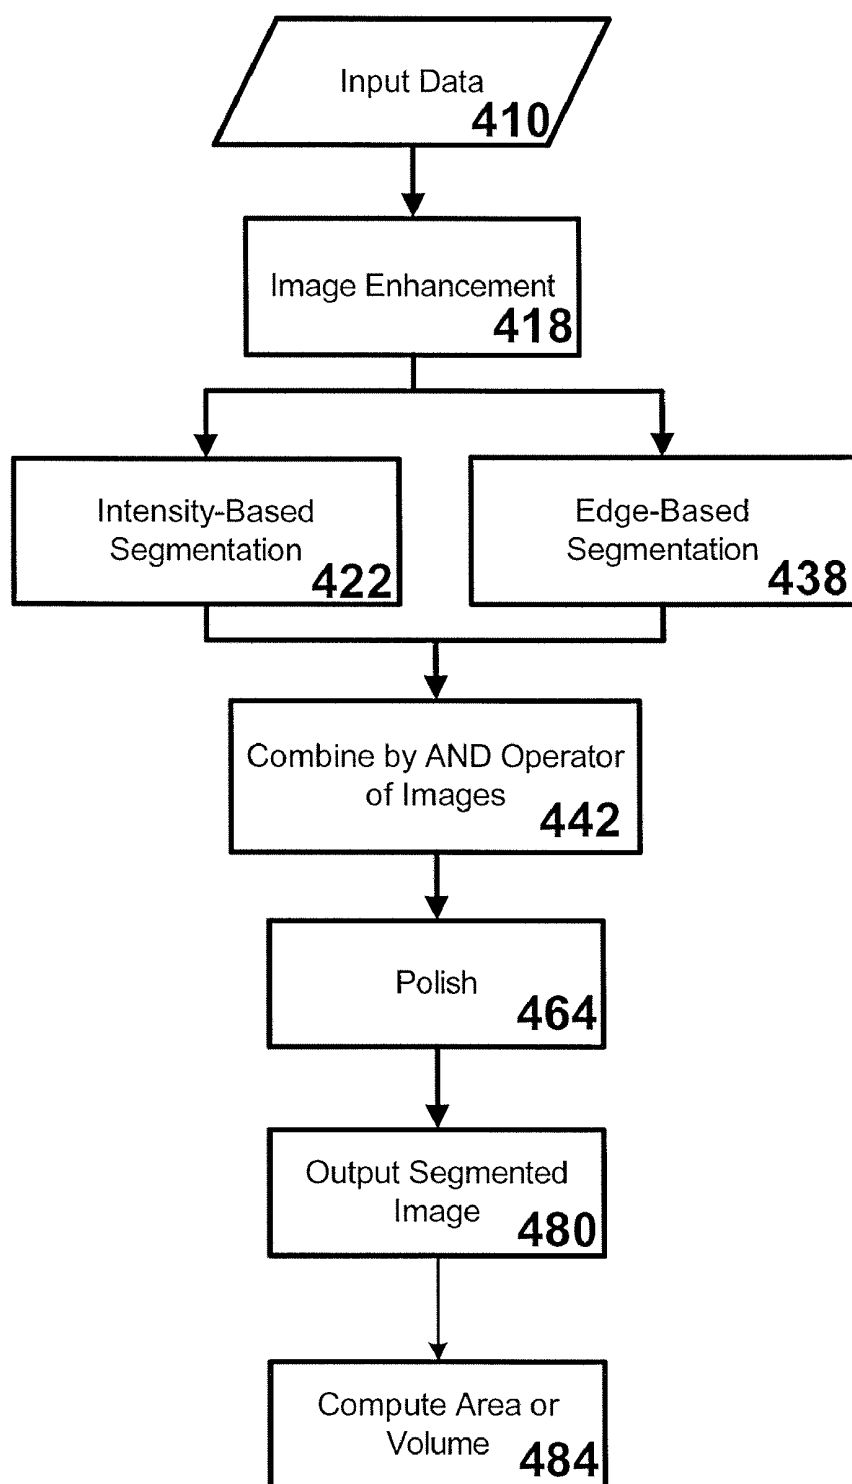 Input Data
410
Image Enhancement
418
Intensity-Based
Segmentation
422
Edge-Based
Segmentation
438
Combine by AND Operator
of Images
442
Polish
464
Output Segmented
Image
480
Compute Area or
Volume
484